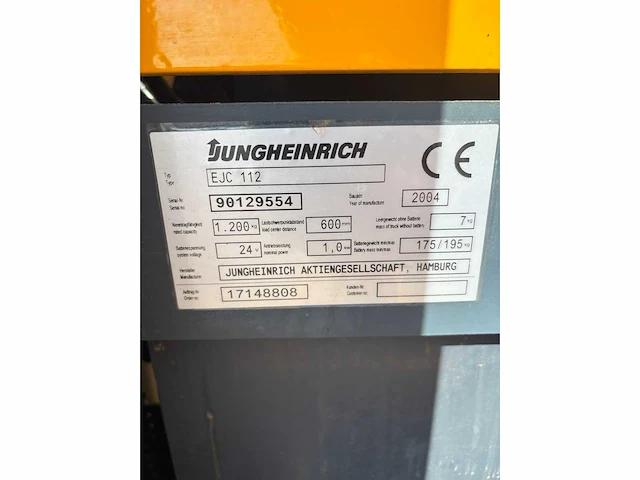 JUNGHEINRICH
CE
Typ
Type
EJC 112
Serial-Nr.
Serial no.
90129554
Baujahr
Year of manufacture
2004
Nenntragfähigkeit
rated capacity
1.200 kg
Lastschwerpunktabstand
load center distance
600 mm
Leergewicht ohne Batterie
mass of truck without battery
7 kg
Batteriespannung
system voltage
24 V
Antriebsleistung
nominal power
1,0 kW
Batteriegewicht min/max
Battery mass min/max
175/195 kg
Hersteller
Manufacturer
JUNGHEINRICH AKTIENGESELLSCHAFT, HAMBURG
Auftrag-Nr.
Order-no.
17148808
Kunden-Nr.
Customer-no.